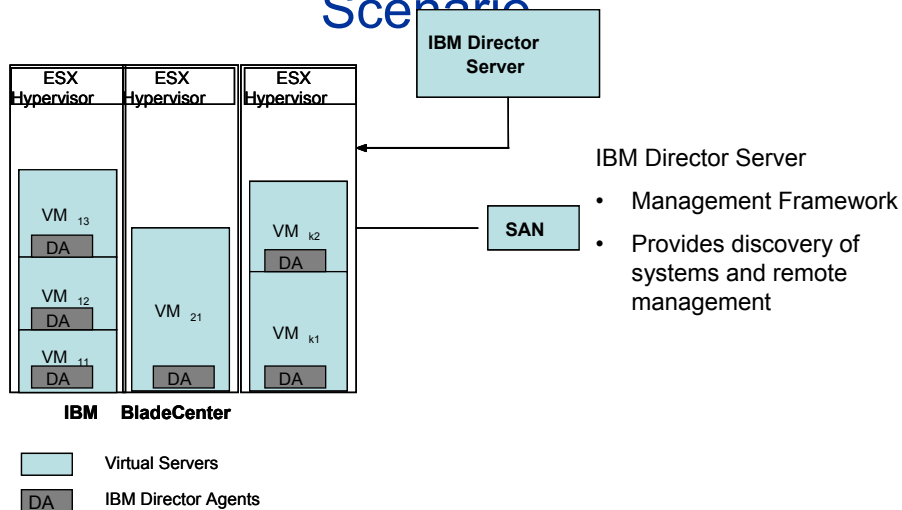 Scenario
IBM Director
Server
ESX
Hypervisor
ESX
Hypervisor
ESX
Hypervisor
VM 13
DA
VM 12
DA
VM 11
DA
VM 21
DA
VM k2
DA
VM k1
DA
SAN
IBM BladeCenter
IBM Director Server
• Management Framework
• Provides discovery of
systems and remote
management
Virtual Servers
DA IBM Director Agents